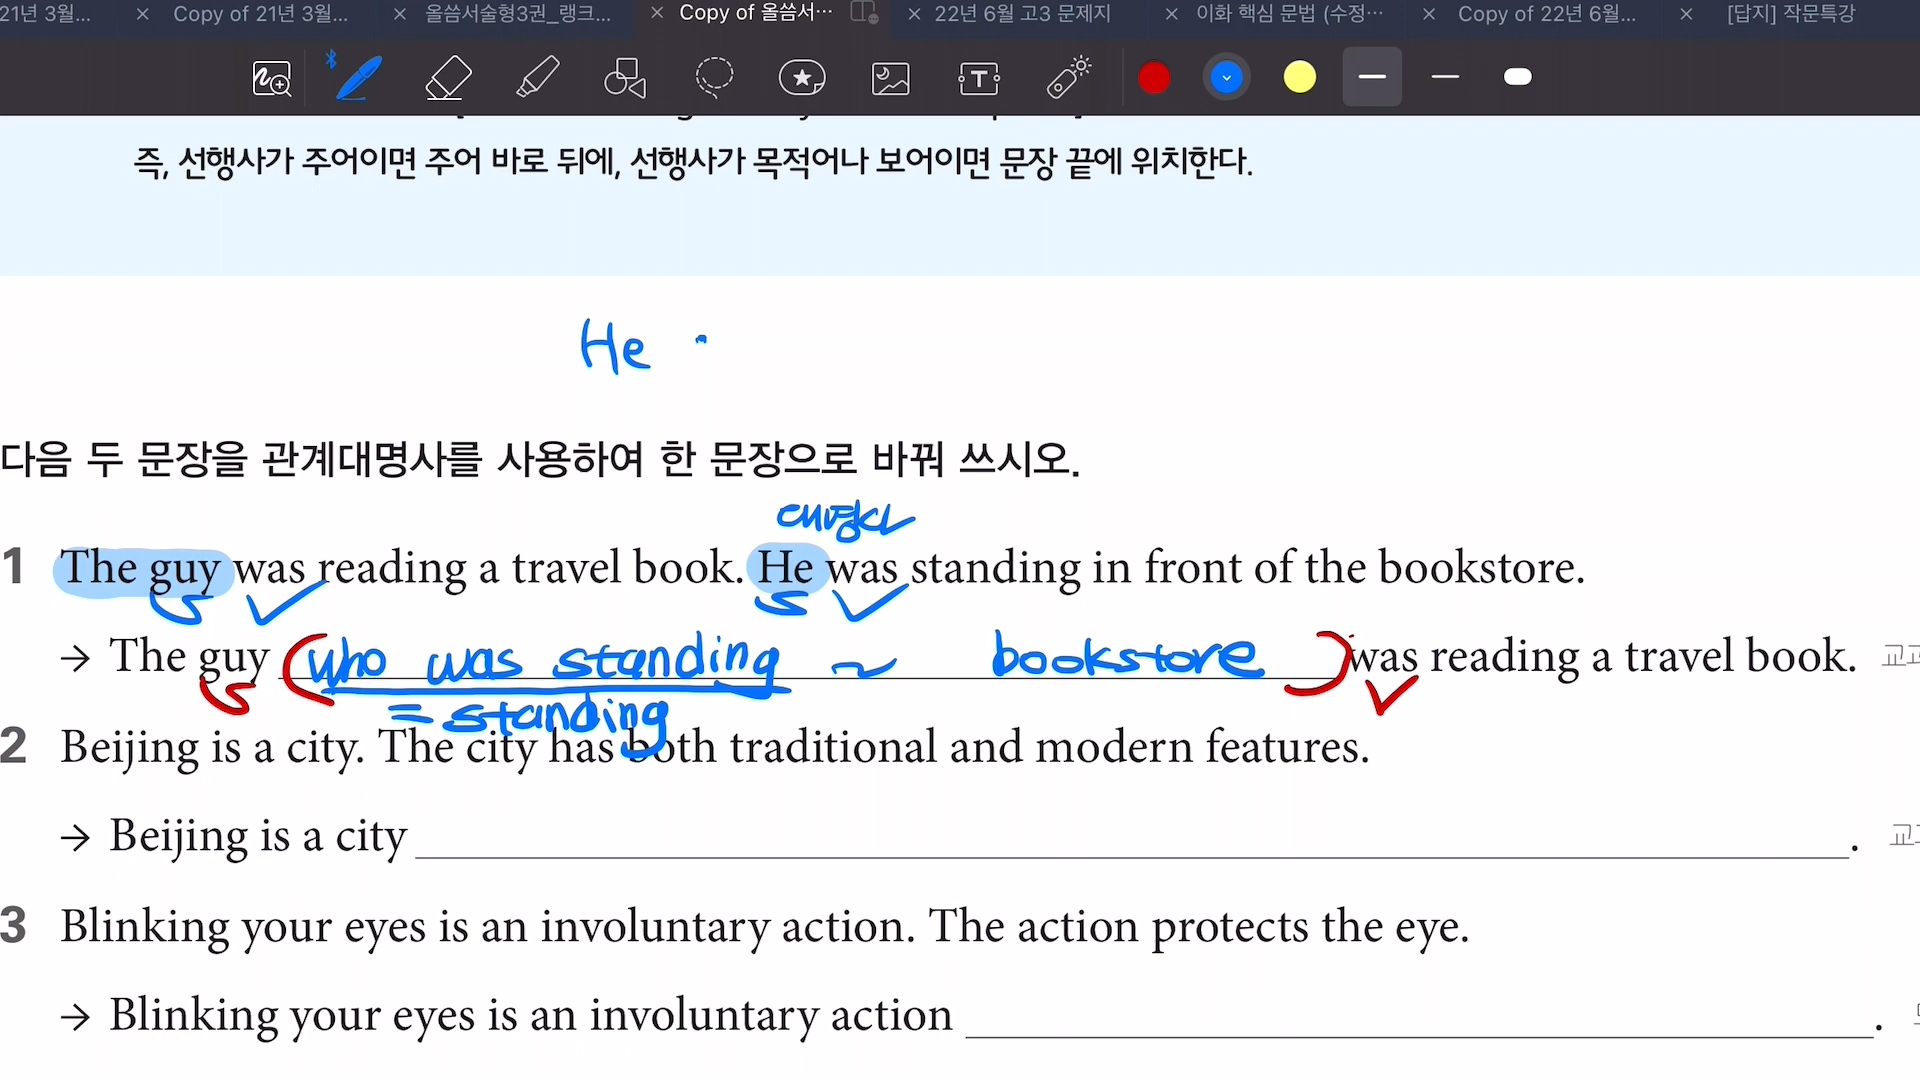 21년 3월... × Copy of 21년 3월... × 올씀서술형3권_랭크... × Copy of 올씀서··· × 22년 6월 고3 문제지 × 이화 핵심 문법 (수정··· × Copy of 22년 6월... × [답지] 작문특강
즉, 선행사가 주어이면 주어 바로 뒤에, 선행사가 목적어나 보어이면 문장 끝에 위치한다.
He
다음 두 문장을 관계대명사를 사용하여 한 문장으로 바꿔 쓰시오.
대명사
1 The guy was reading a travel book. He was standing in front of the bookstore.
→ The guy (who was standing ~ bookstore) was reading a travel book.
= standing
2 Beijing is a city. The city has both traditional and modern features.
→ Beijing is a city .
3 Blinking your eyes is an involuntary action. The action protects the eye.
→ Blinking your eyes is an involuntary action .